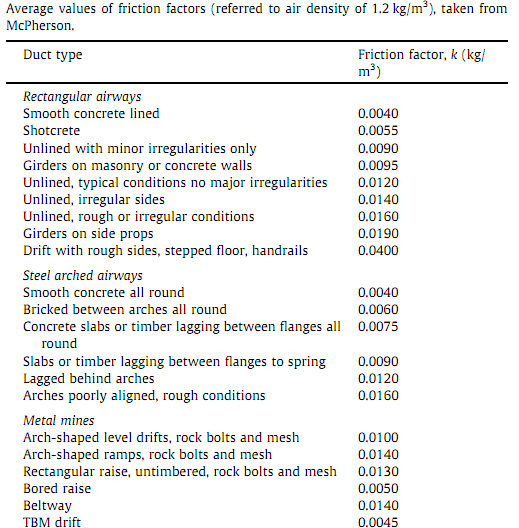 Average values of friction factors (referred to air density of 1.2 kg/m³), taken from
McPherson.
Duct type Friction factor, k (kg/
m³)
Rectangular airways
Smooth concrete lined 0.0040
Shotcrete 0.0055
Unlined with minor irregularities only 0.0090
Girders on masonry or concrete walls 0.0095
Unlined, typical conditions no major irregularities 0.0120
Unlined, irregular sides 0.0140
Unlined, rough or irregular conditions 0.0160
Girders on side props 0.0190
Drift with rough sides, stepped floor, handrails 0.0400
Steel arched airways
Smooth concrete all round 0.0040
Bricked between arches all round 0.0060
Concrete slabs or timber lagging between flanges all 0.0075
round
Slabs or timber lagging between flanges to spring 0.0090
Lagged behind arches 0.0120
Arches poorly aligned, rough conditions 0.0160
Metal mines
Arch-shaped level drifts, rock bolts and mesh 0.0100
Arch-shaped ramps, rock bolts and mesh 0.0140
Rectangular raise, untimbered, rock bolts and mesh 0.0130
Bored raise 0.0050
Beltway 0.0140
TBM drift 0.0045